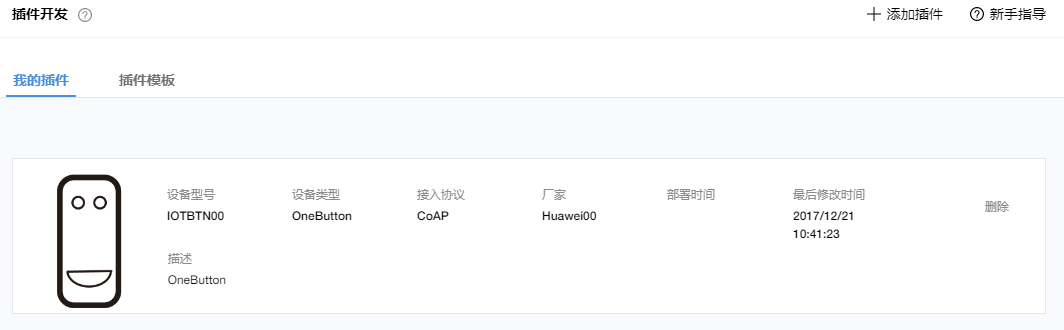 插件开发
添加插件
新手指导
我的插件
插件模板
设备型号
IOTBTN00
设备类型
OneButton
接入协议
CoAP
厂家
Huawei00
部署时间
最后修改时间
2017/12/21
10:41:23
删除
描述
OneButton